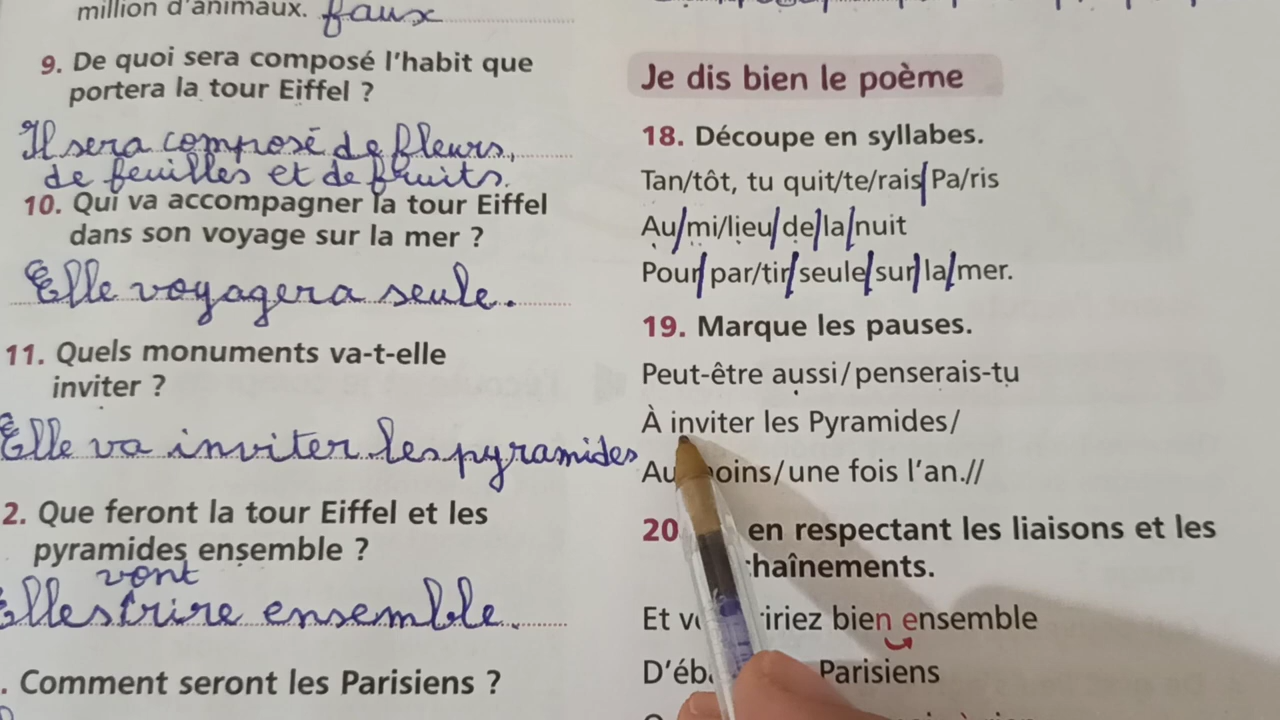 million d'animaux. faux
9. De quoi sera composé l'habit que
portera la tour Eiffel ?
Il sera composé de fleurs,
de feuilles et de fruits.
10. Qui va accompagner la tour Eiffel
dans son voyage sur la mer ?
Elle voyagera seule.
11. Quels monuments va-t-elle
inviter ?
Elle va inviter les pyramides
2. Que feront la tour Eiffel et les
pyramides ensemble ?
vont
Elles rire ensemble.
. Comment seront les Parisiens ?
Je dis bien le poème
18. Découpe en syllabes.
Tan/tôt, tu quit/te/rais/Pa/ris
Au/mi/lieu/de/la/nuit
Pour/par/tir/seule/sur/la/mer.
19. Marque les pauses.
Peut-être aussi/penserais-tu
À inviter les Pyramides/
Au moins/une fois l'an.//
20 en respectant les liaisons et les
chaînements.
Et riiez bien ensemble
D'éb Parisiens